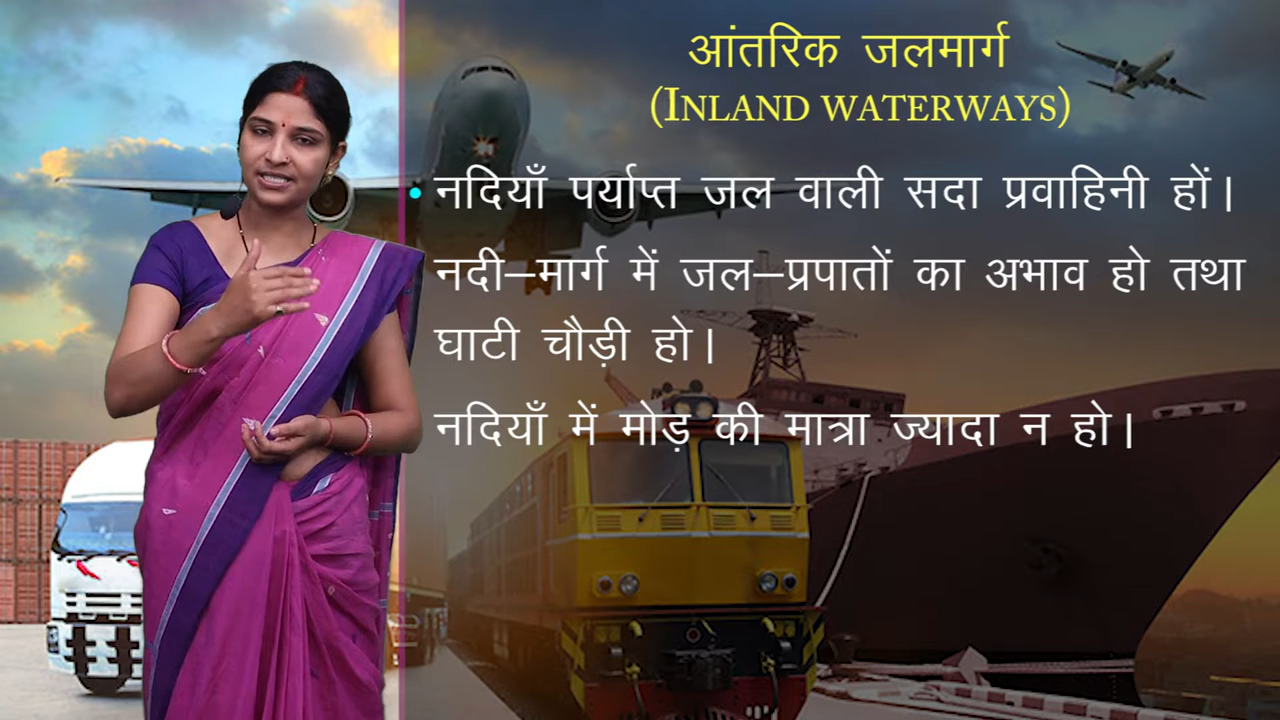 आंतरिक जलमार्ग
(INLAND WATERWAYS)
• नदियाँ पर्याप्त जल वाली सदा प्रवाहिनी हों।
नदी–मार्ग में जल–प्रपातों का अभाव हो तथा
घाटी चौड़ी हो।
नदियाँ में मोड़ की मात्रा ज्यादा न हो।